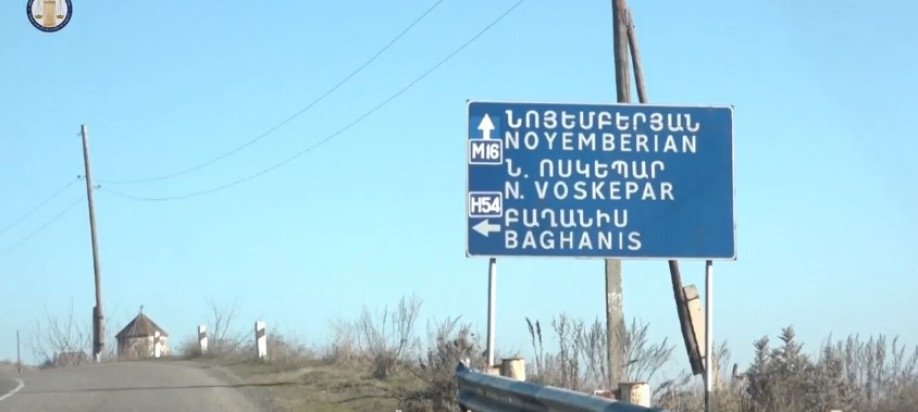 ՆՈՅԵՄԲԵՐՅԱՆ
M16 NOYEMBERIAN
Ն. ՈՍԿԵՊԱՐ
N. VOSKEPAR
H54 ԲԱՂԱՆԻՍ
BAGHANIS